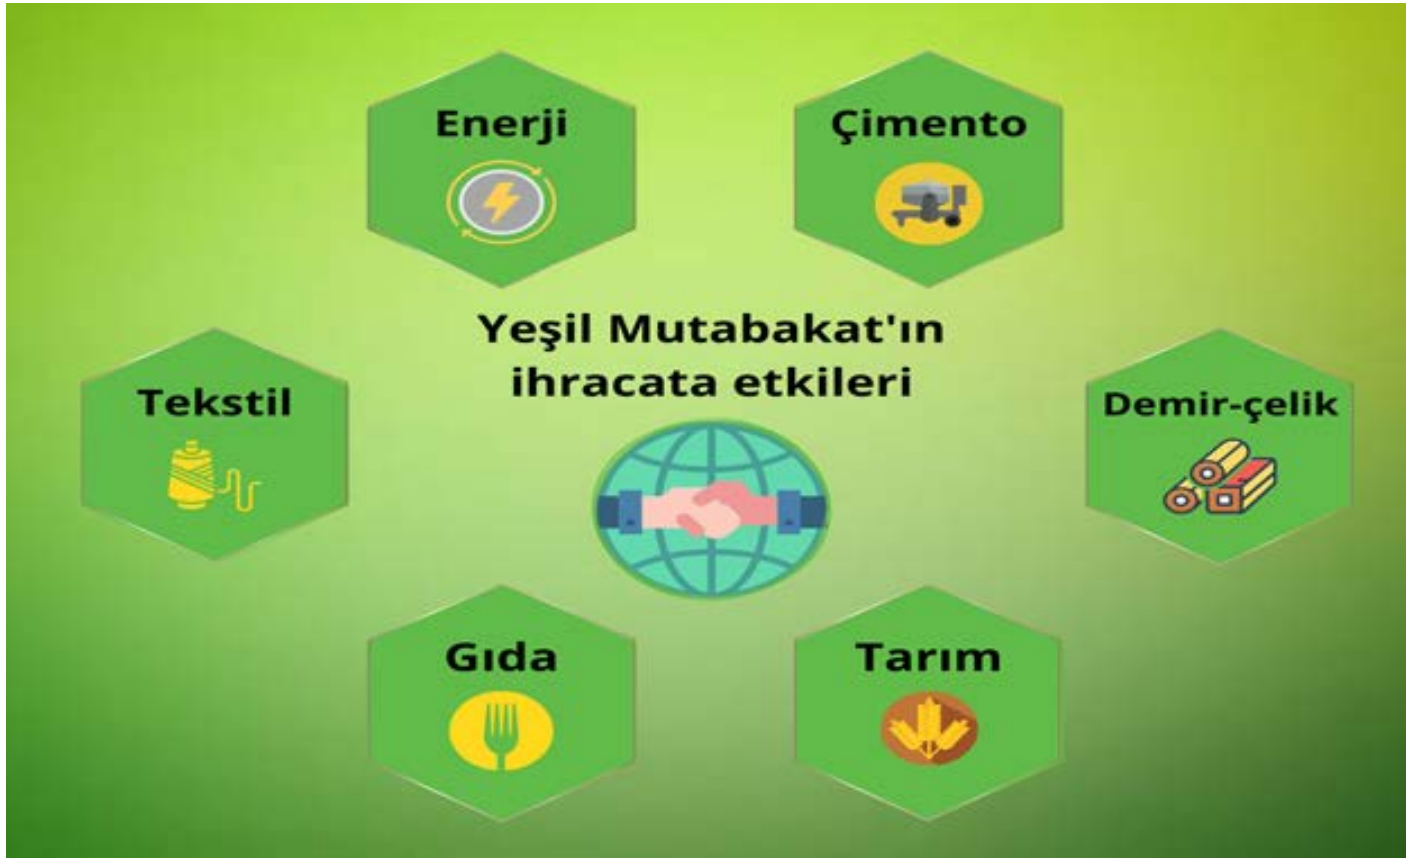 Enerji
Çimento
Yeşil Mutabakat'ın
ihracata etkileri
Tekstil
Demir-çelik
Gıda
Tarım